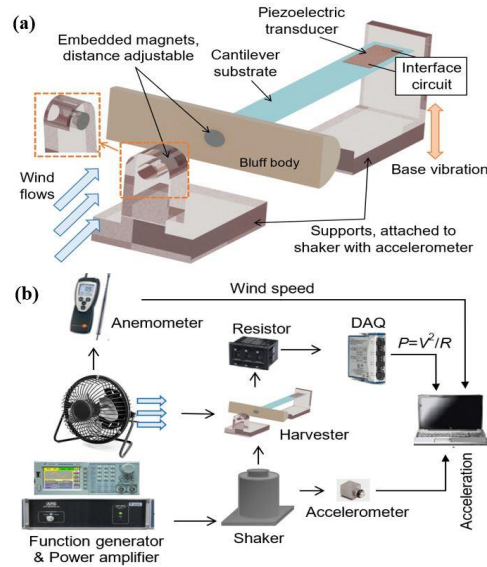 (a)
Piezoelectric
transducer
Embedded magnets,
distance adjustable
Cantilever
substrate
Interface
circuit
Bluff body
Base vibration
Wind
flows
Supports, attached to
shaker with accelerometer
(b)
Wind speed
Anemometer
Resistor
DAQ
P=V²/R
Harvester
Acceleration
Accelerometer
Shaker
Function generator
& Power amplifier